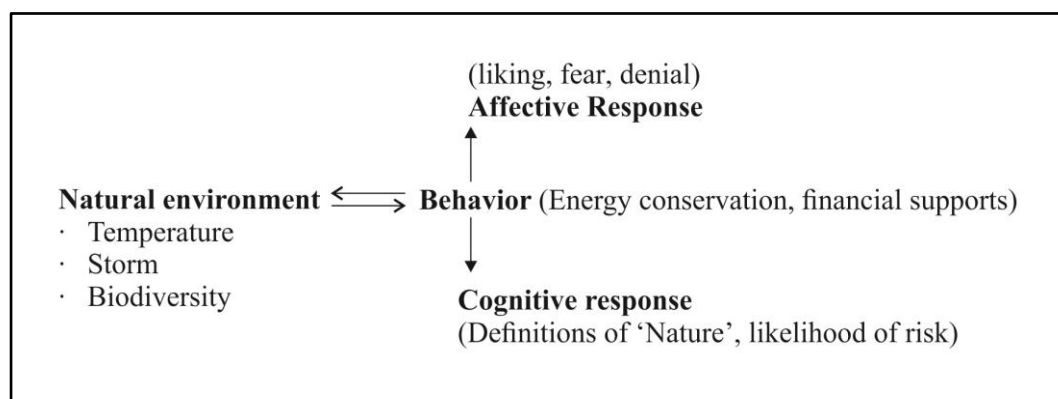 (liking, fear, denial)
Affective Response
Natural environment
Behavior (Energy conservation, financial supports)
· Temperature
· Storm
· Biodiversity
Cognitive response
(Definitions of ‘Nature’, likelihood of risk)